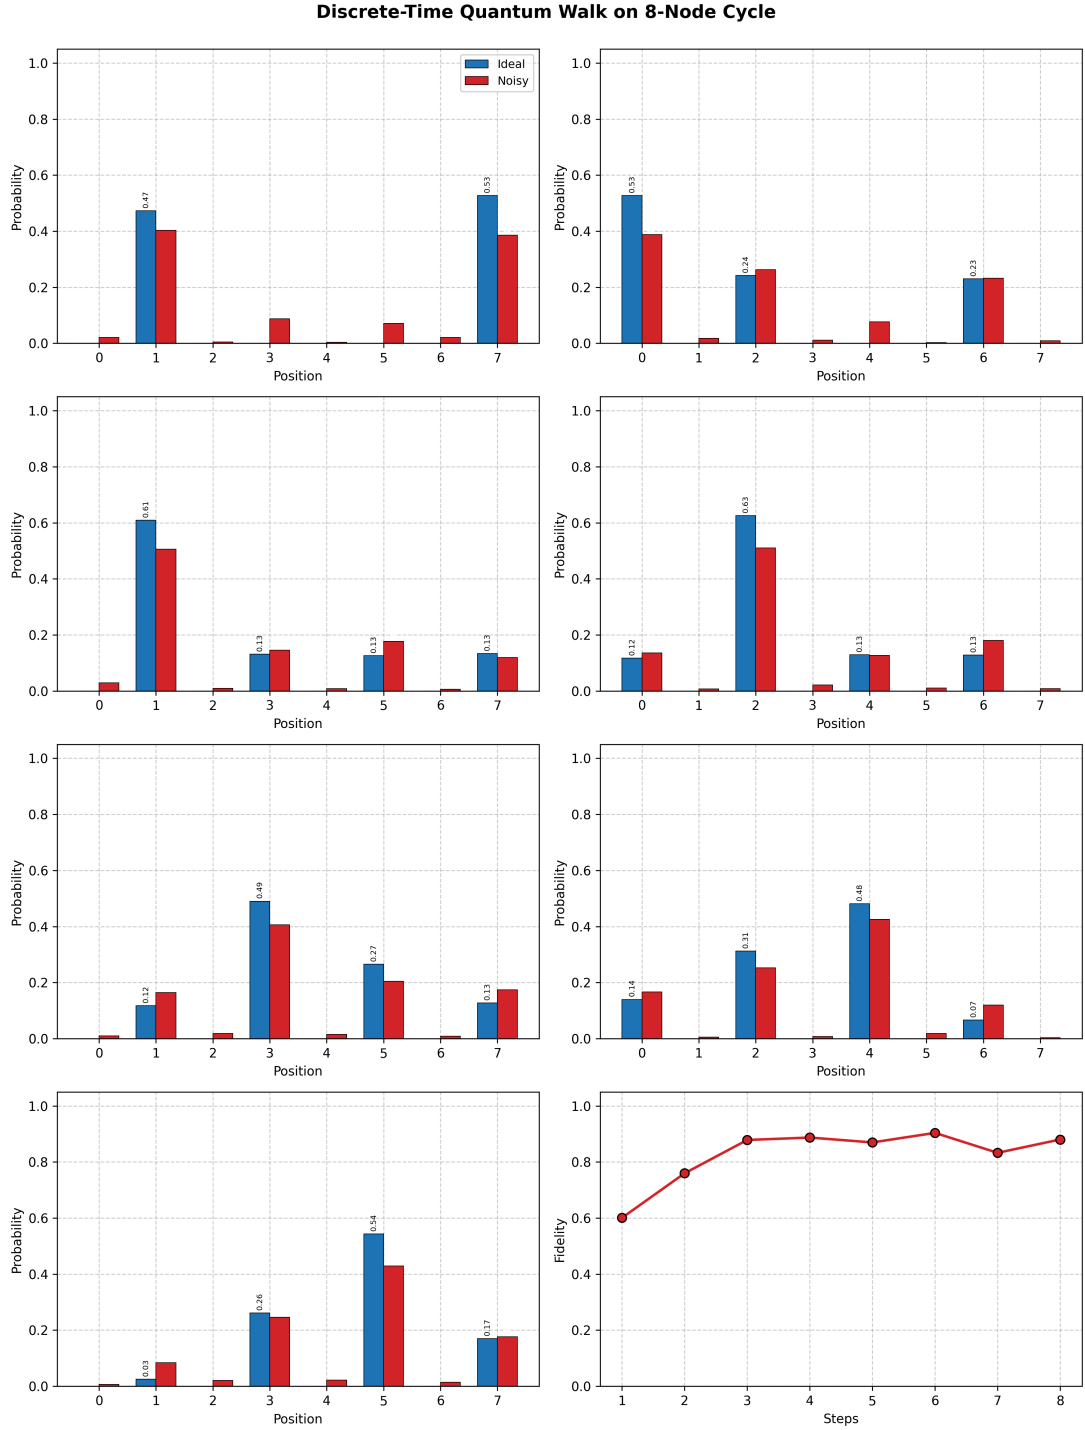 Discrete-Time Quantum Walk on 8-Node Cycle
Ideal
Noisy
Probability
1.0
0.8
0.6
0.4
0.2
0.0
0.47
0.53
0 1 2 3 4 5 6 7
Position
Probability
1.0
0.8
0.6
0.4
0.2
0.0
0.53
0.24
0.23
0 1 2 3 4 5 6 7
Position
Probability
1.0
0.8
0.6
0.4
0.2
0.0
0.61
0.13
0.13
0.13
0 1 2 3 4 5 6 7
Position
Probability
1.0
0.8
0.6
0.4
0.2
0.0
0.12
0.63
0.13
0.13
0 1 2 3 4 5 6 7
Position
Probability
1.0
0.8
0.6
0.4
0.2
0.0
0.12
0.49
0.27
0.13
0 1 2 3 4 5 6 7
Position
Probability
1.0
0.8
0.6
0.4
0.2
0.0
0.14
0.31
0.48
0.07
0 1 2 3 4 5 6 7
Position
Probability
1.0
0.8
0.6
0.4
0.2
0.0
0.03
0.26
0.54
0.17
0 1 2 3 4 5 6 7
Position
Fidelity
1.0
0.8
0.6
0.4
0.2
0.0
1 2 3 4 5 6 7 8
Steps